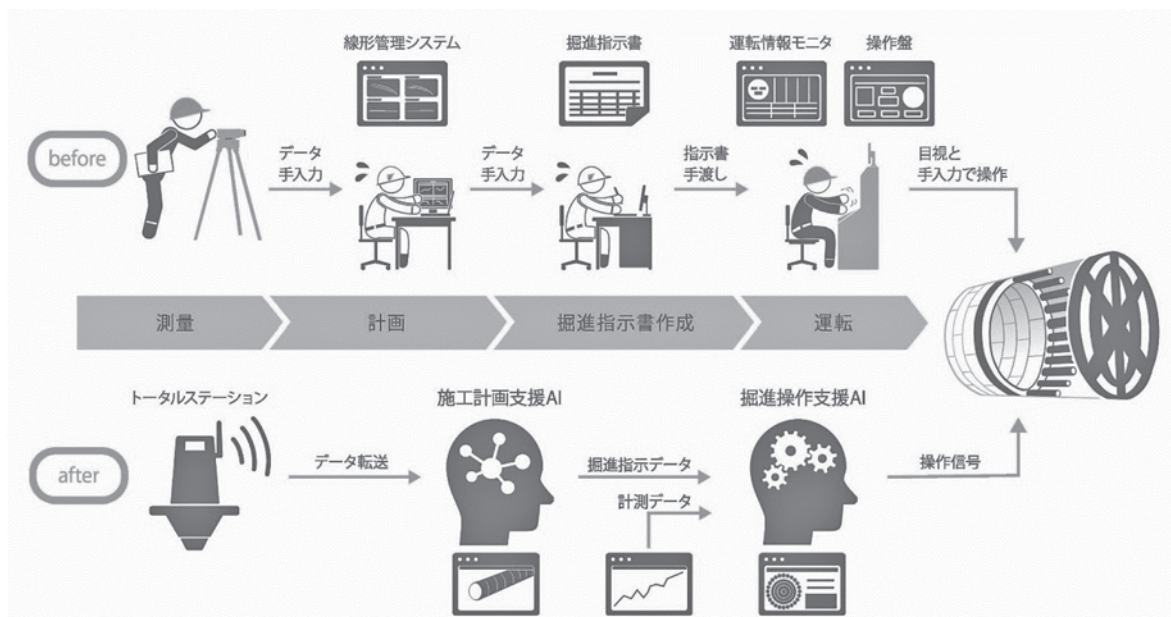 線形管理システム
掘進指示書
運転情報モニタ
操作盤
before
データ
手入力
データ
手入力
指示書
手渡し
目視と
手入力で操作
測量
計画
掘進指示書作成
運転
トータルステーション
施工計画支援AI
掘進操作支援AI
after
データ転送
掘進指示データ
計測データ
操作信号